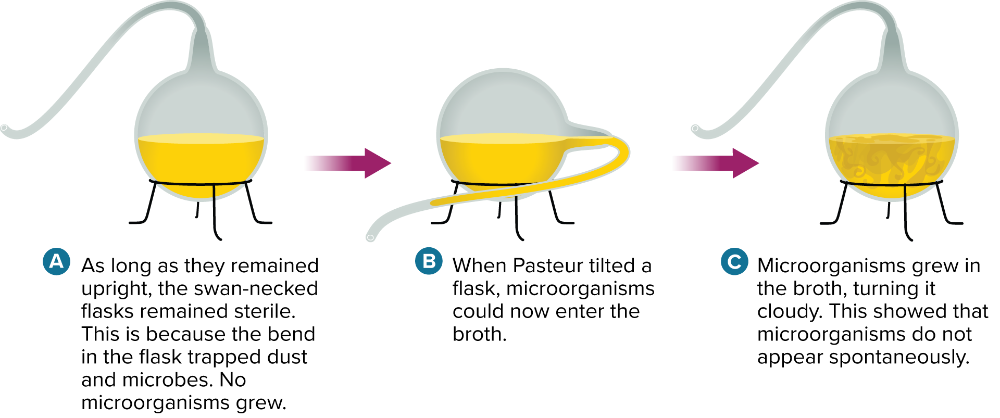 A As long as they remained
upright, the swan-necked
flasks remained sterile.
This is because the bend
in the flask trapped dust
and microbes. No
microorganisms grew.
B When Pasteur tilted a
flask, microorganisms
could now enter the
broth.
C Microorganisms grew in
the broth, turning it
cloudy. This showed that
microorganisms do not
appear spontaneously.